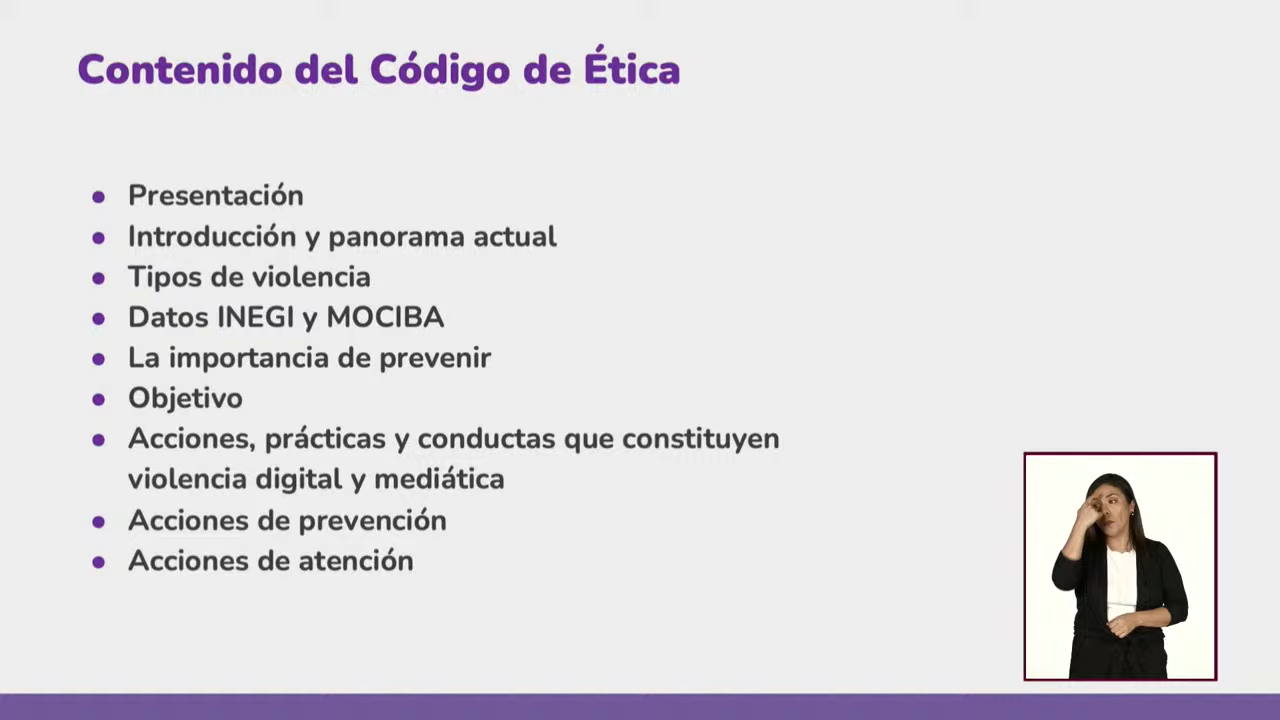 Contenido del Código de Ética
• Presentación
• Introducción y panorama actual
• Tipos de violencia
• Datos INEGI y MOCIBA
• La importancia de prevenir
• Objetivo
• Acciones, prácticas y conductas que constituyen
violencia digital y mediática
• Acciones de prevención
• Acciones de atención